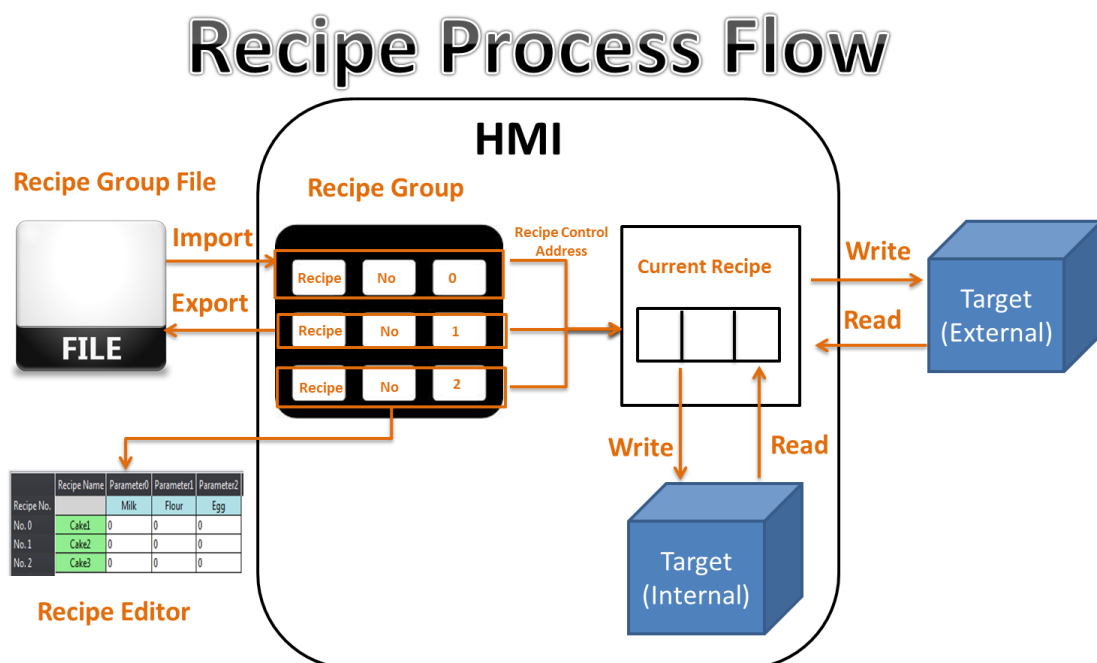 Recipe Process Flow
HMI
Recipe Group File
Recipe Group
Import
Export
FILE
Recipe No 0
Recipe No 1
Recipe No 2
Recipe Control
Address
Current Recipe
Write
Read
Target
(External)
Write
Read
Target
(Internal)
Recipe Name Parameter0 Parameter1 Parameter2
Recipe No. Milk Flour Egg
No. 0 Cake1 0 0 0
No. 1 Cake2 0 0 0
No. 2 Cake3 0 0 0
Recipe Editor